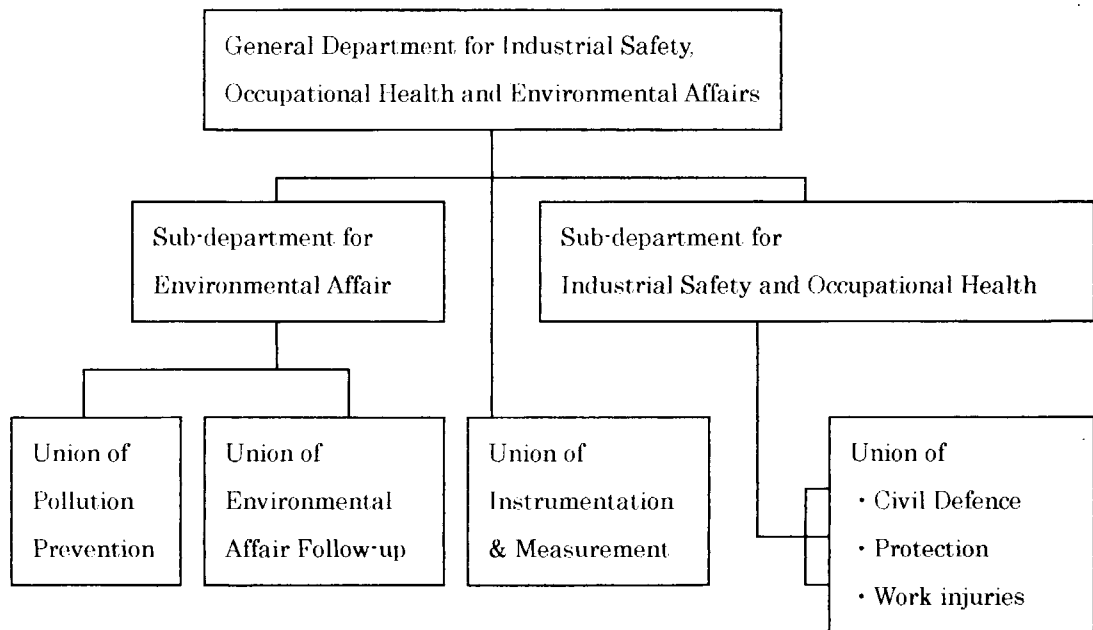 General Department for Industrial Safety,
Occupational Health and Environmental Affairs
Sub-department for
Environmental Affair
Sub-department for
Industrial Safety and Occupational Health
Union of
Pollution
Prevention
Union of
Environmental
Affair Follow-up
Union of
Instrumentation
& Measurement
Union of
・Civil Defence
・Protection
・Work injuries